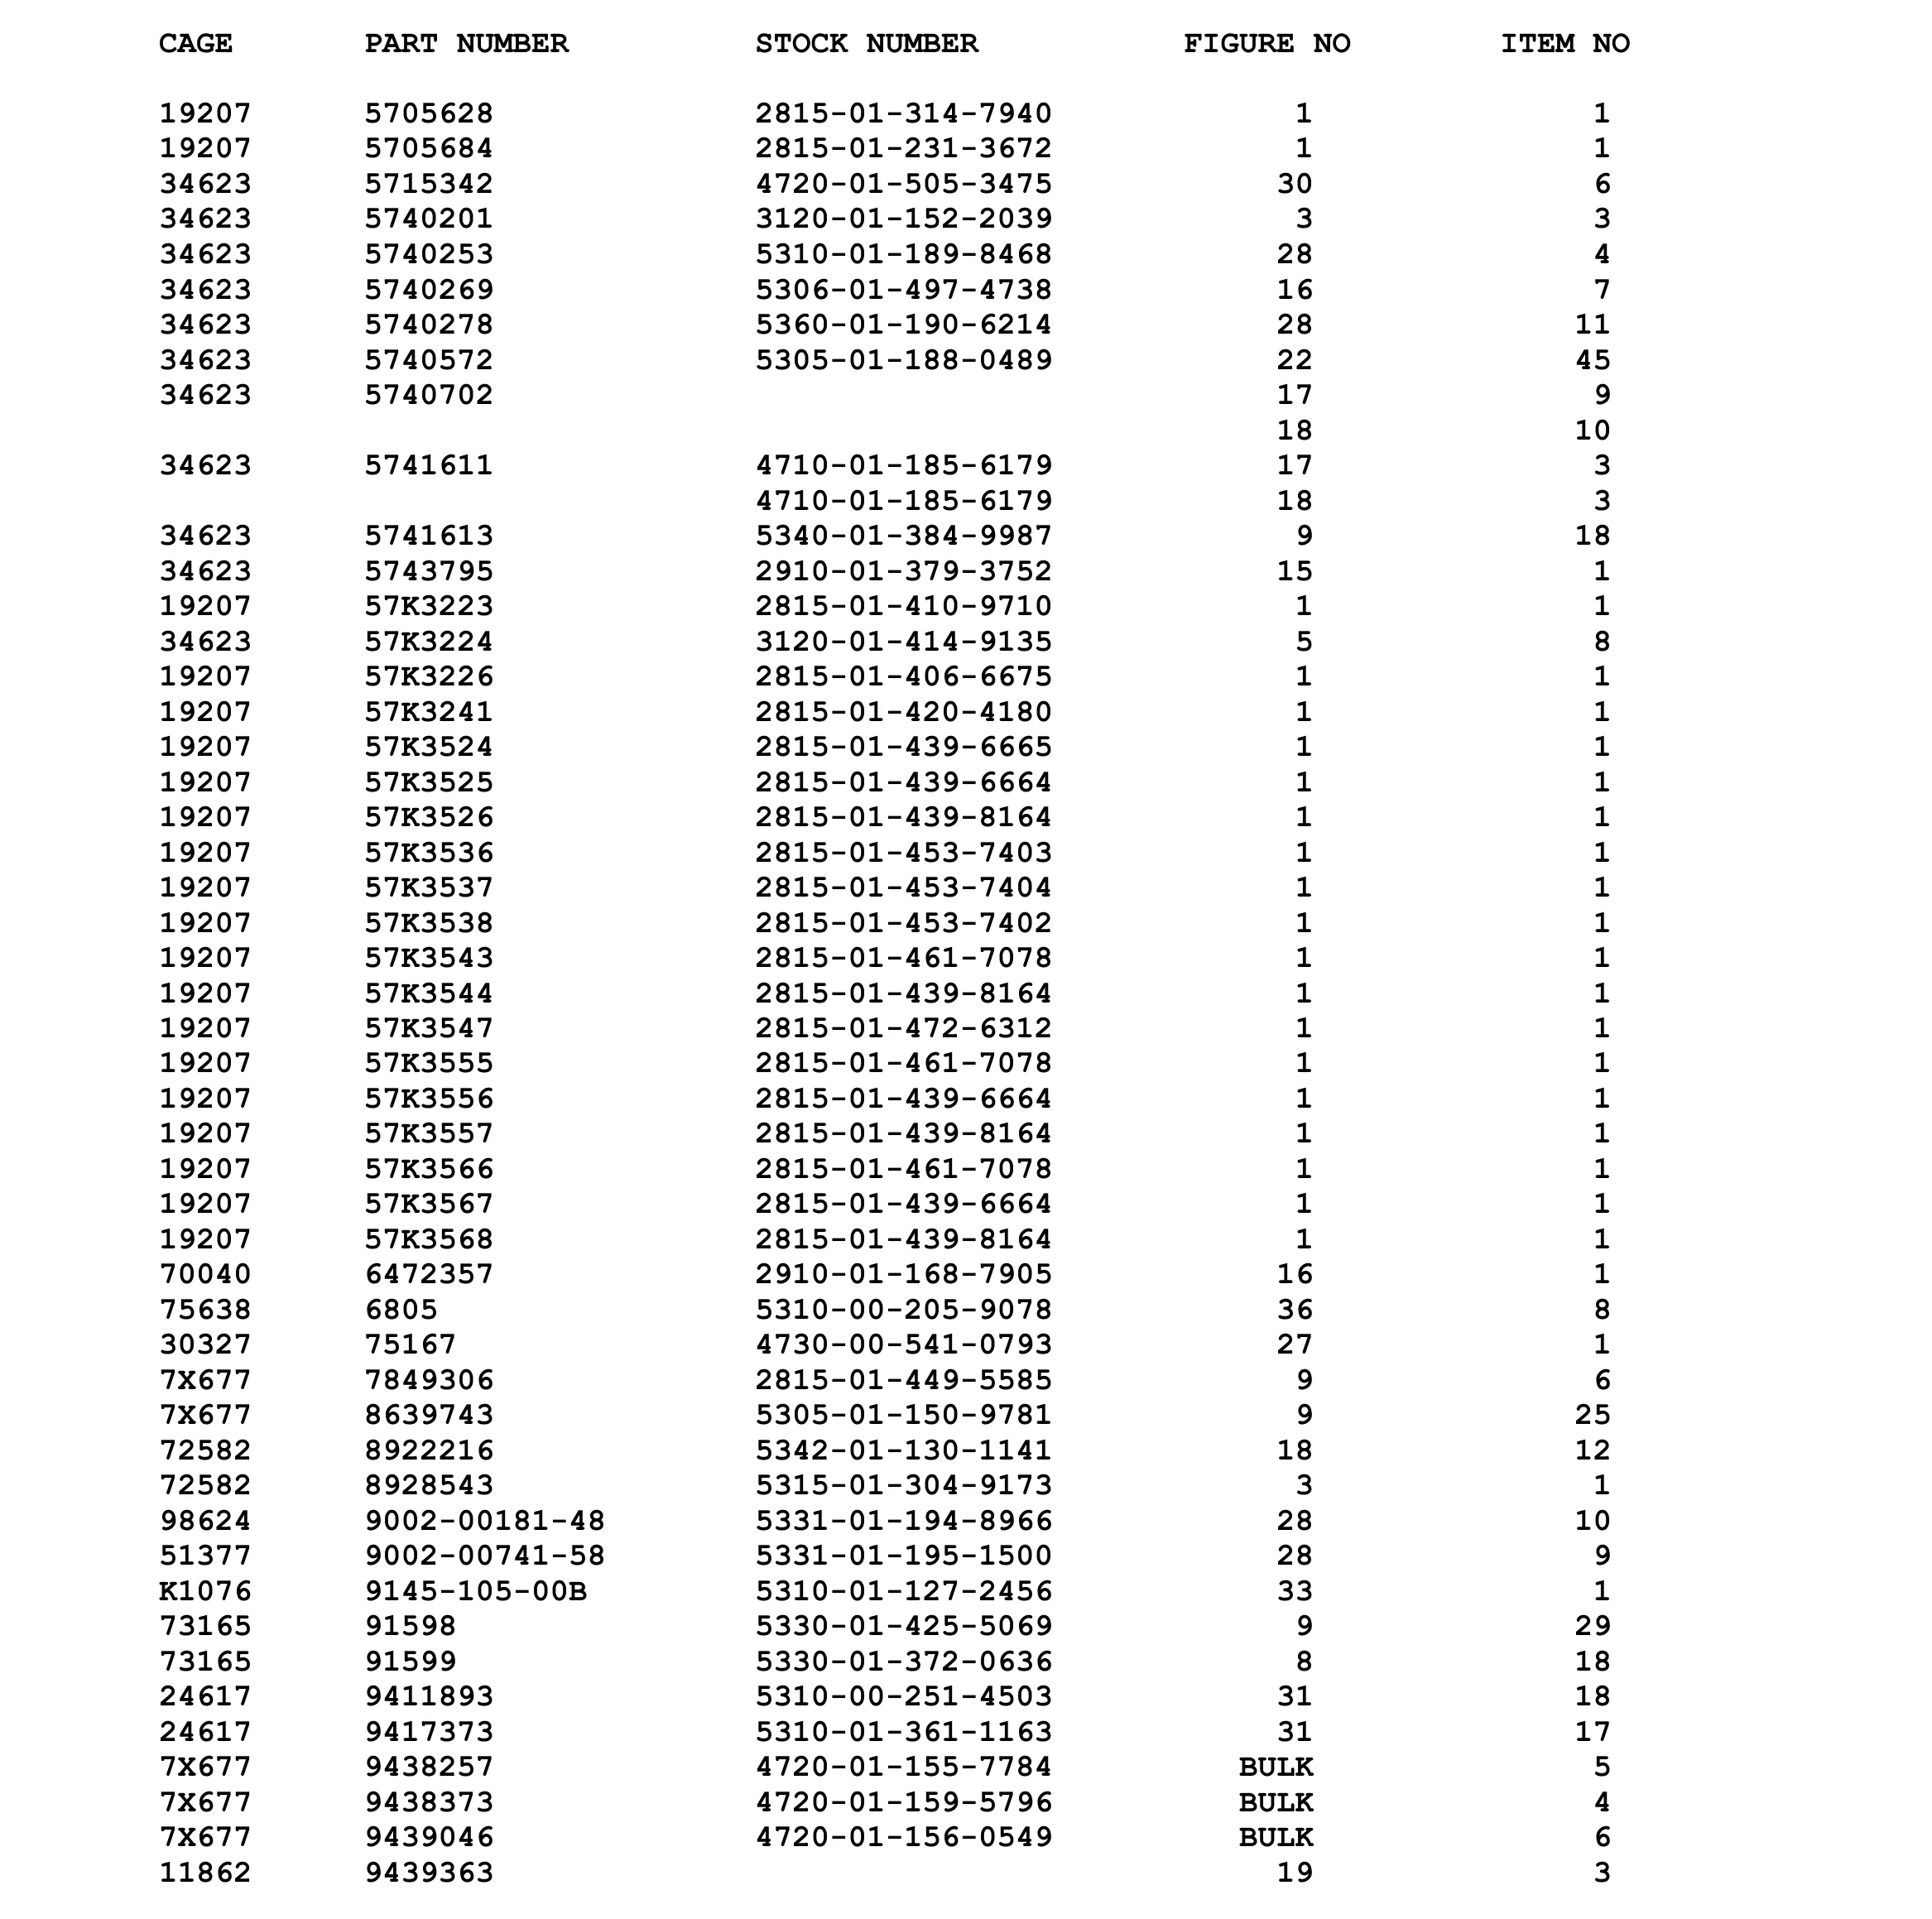 CAGE PART NUMBER STOCK NUMBER FIGURE NO ITEM NO
19207 5705628 2815-01-314-7940 1 1
19207 5705684 2815-01-231-3672 1 1
34623 5715342 4720-01-505-3475 30 6
34623 5740201 3120-01-152-2039 3 3
34623 5740253 5310-01-189-8468 28 4
34623 5740269 5306-01-497-4738 16 7
34623 5740278 5360-01-190-6214 28 11
34623 5740572 5305-01-188-0489 22 45
34623 5740702 17 9
18 10
34623 5741611 4710-01-185-6179 17 3
4710-01-185-6179 18 3
34623 5741613 5340-01-384-9987 9 18
34623 5743795 2910-01-379-3752 15 1
19207 57K3223 2815-01-410-9710 1 1
34623 57K3224 3120-01-414-9135 5 8
19207 57K3226 2815-01-406-6675 1 1
19207 57K3241 2815-01-420-4180 1 1
19207 57K3524 2815-01-439-6665 1 1
19207 57K3525 2815-01-439-6664 1 1
19207 57K3526 2815-01-439-8164 1 1
19207 57K3536 2815-01-453-7403 1 1
19207 57K3537 2815-01-453-7404 1 1
19207 57K3538 2815-01-453-7402 1 1
19207 57K3543 2815-01-461-7078 1 1
19207 57K3544 2815-01-439-8164 1 1
19207 57K3547 2815-01-472-6312 1 1
19207 57K3555 2815-01-461-7078 1 1
19207 57K3556 2815-01-439-6664 1 1
19207 57K3557 2815-01-439-8164 1 1
19207 57K3566 2815-01-461-7078 1 1
19207 57K3567 2815-01-439-6664 1 1
19207 57K3568 2815-01-439-8164 1 1
70040 6472357 2910-01-168-7905 16 1
75638 6805 5310-00-205-9078 36 8
30327 75167 4730-00-541-0793 27 1
7X677 7849306 2815-01-449-5585 9 6
7X677 8639743 5305-01-150-9781 9 25
72582 8922216 5342-01-130-1141 18 12
72582 8928543 5315-01-304-9173 3 1
98624 9002-00181-48 5331-01-194-8966 28 10
51377 9002-00741-58 5331-01-195-1500 28 9
K1076 9145-105-00B 5310-01-127-2456 33 1
73165 91598 5330-01-425-5069 9 29
73165 91599 5330-01-372-0636 8 18
24617 9411893 5310-00-251-4503 31 18
24617 9417373 5310-01-361-1163 31 17
7X677 9438257 4720-01-155-7784 BULK 5
7X677 9438373 4720-01-159-5796 BULK 4
7X677 9439046 4720-01-156-0549 BULK 6
11862 9439363 19 3